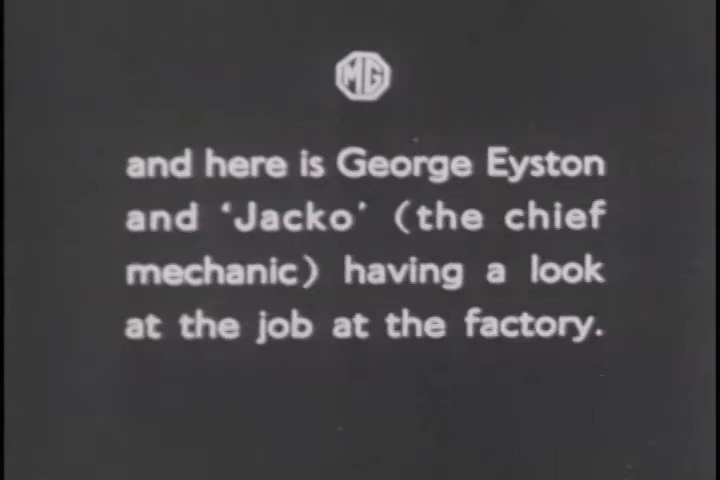 MG
and here is George Eyston
and ‘Jacko’ (the chief
mechanic) having a look
at the job at the factory.